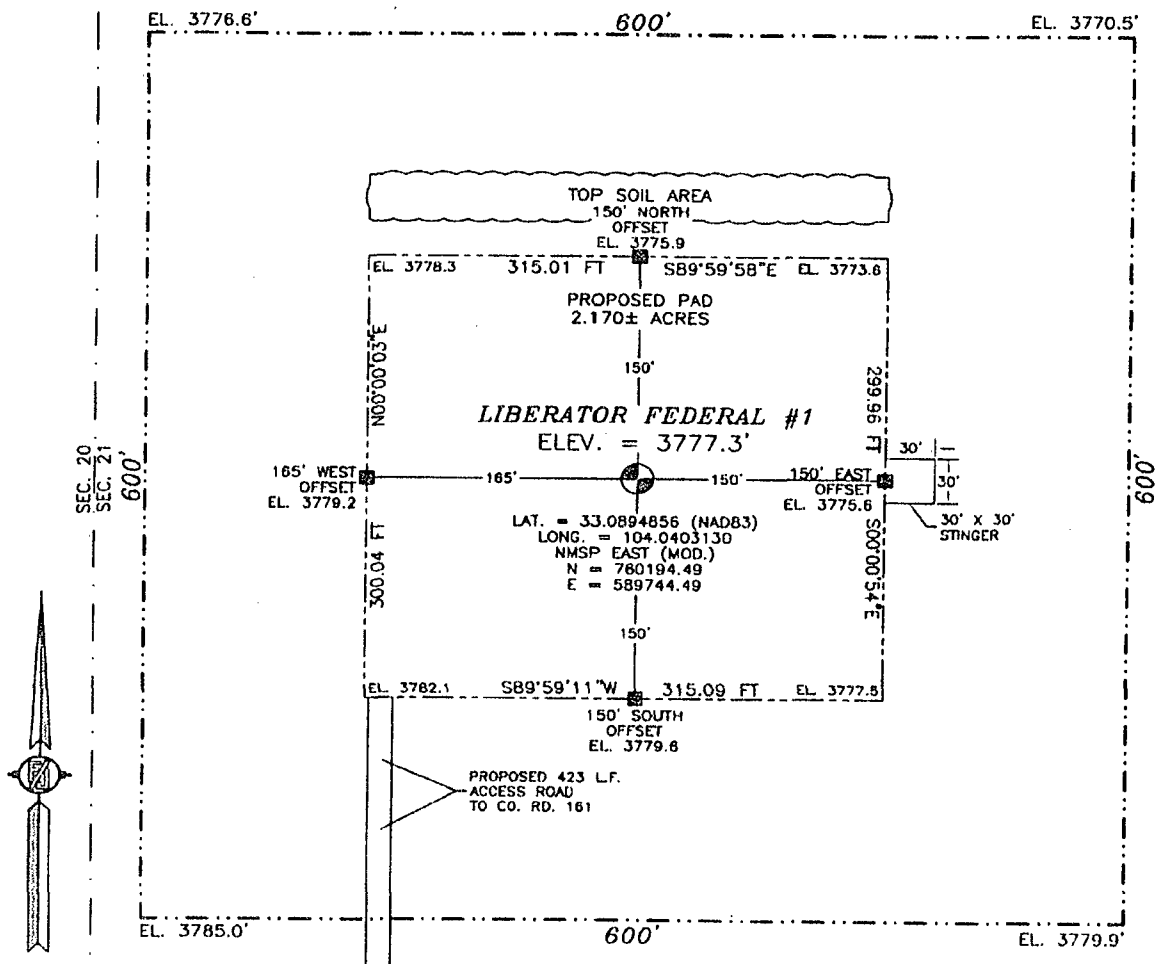 EL. 3776.6'
600'
EL. 3770.5'
TOP SOIL AREA
150' NORTH
OFFSET
EL. 3775.9
EL. 3778.3
315.01 FT
S89°59'58"E
EL. 3773.6
PROPOSED PAD
2.170± ACRES
N00°00'03"E
150'
299.96 FT
LIBERATOR FEDERAL #1
ELEV. = 3777.3'
SEC. 20
SEC. 21
600'
165' WEST
OFFSET
EL. 3779.2
165'
150'
150' EAST
OFFSET
EL. 3775.6
30'
30'
30' X 30'
STINGER
600'
LAT. = 33.0894856 (NAD83)
LONG. = 104.0403130
NMSP EAST (MOD.)
N = 760194.49
E = 589744.49
300.04 FT
S00°00'54"E
150'
EL. 3782.1
S89°59'11"W
315.09 FT
EL. 3777.5
150' SOUTH
OFFSET
EL. 3779.6
PROPOSED 423 L.F.
ACCESS ROAD
TO CO. RD. 161
EL. 3785.0'
600'
EL. 3779.9'